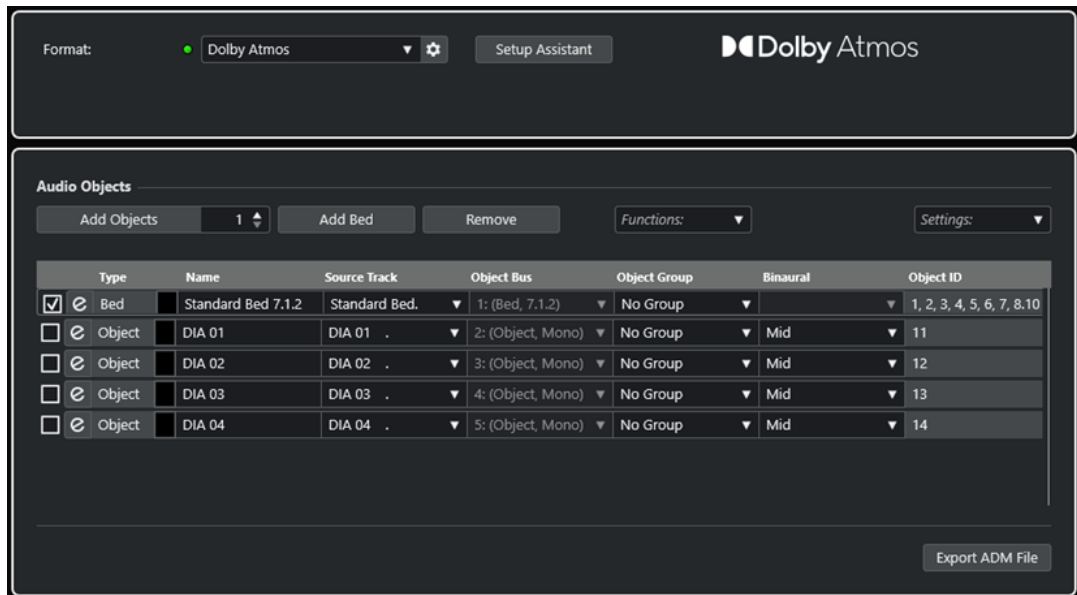 Format: Dolby Atmos Setup Assistant Dolby Atmos
Audio Objects
Add Objects 1 Add Bed Remove Functions: Settings:
Type Name Source Track Object Bus Object Group Binaural Object ID
e Bed Standard Bed 7.1.2 Standard Bed. 1: (Bed, 7.1.2) No Group 1, 2, 3, 4, 5, 6, 7, 8.10
e Object DIA 01 DIA 01 . 2: (Object, Mono) No Group Mid 11
e Object DIA 02 DIA 02 . 3: (Object, Mono) No Group Mid 12
e Object DIA 03 DIA 03 . 4: (Object, Mono) No Group Mid 13
e Object DIA 04 DIA 04 . 5: (Object, Mono) No Group Mid 14
Export ADM File